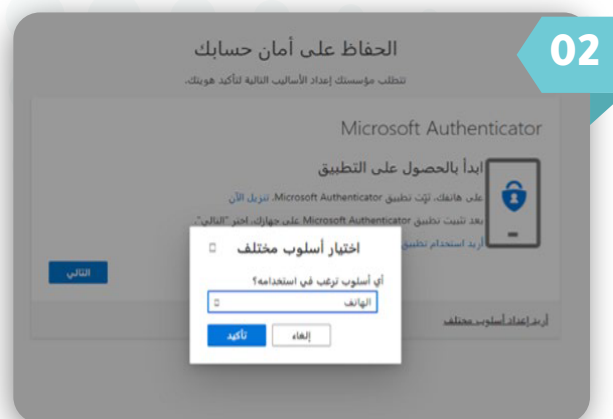 02
الحفاظ على أمان حسابك
تتطلب مؤسستك إعداد الأساليب التالية لتأكيد هويتك.
Microsoft Authenticator
ابدأ بالحصول على التطبيق
على هاتفك، ثبّت تطبيق Microsoft Authenticator. تنزيل الآن
بعد تثبيت تطبيق Microsoft Authenticator على جهازك، اختر "التالي".
أريد استخدام تطبيق
اختيار أسلوب مختلف
أي أسلوب ترغب في استخدامه؟
الهاتف
إلغاء
تأكيد
التالي
أريد إعداد أسلوب مختلف